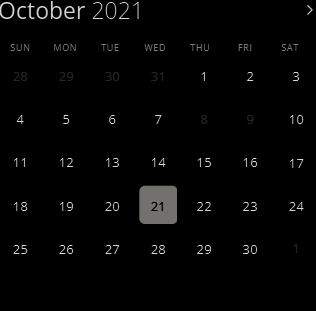 October 2021
SUN MON TUE WED THU FRI SAT
28 29 30 31 1 2 3
4 5 6 7 8 9 10
11 12 13 14 15 16 17
18 19 20 21 22 23 24
25 26 27 28 29 30 1